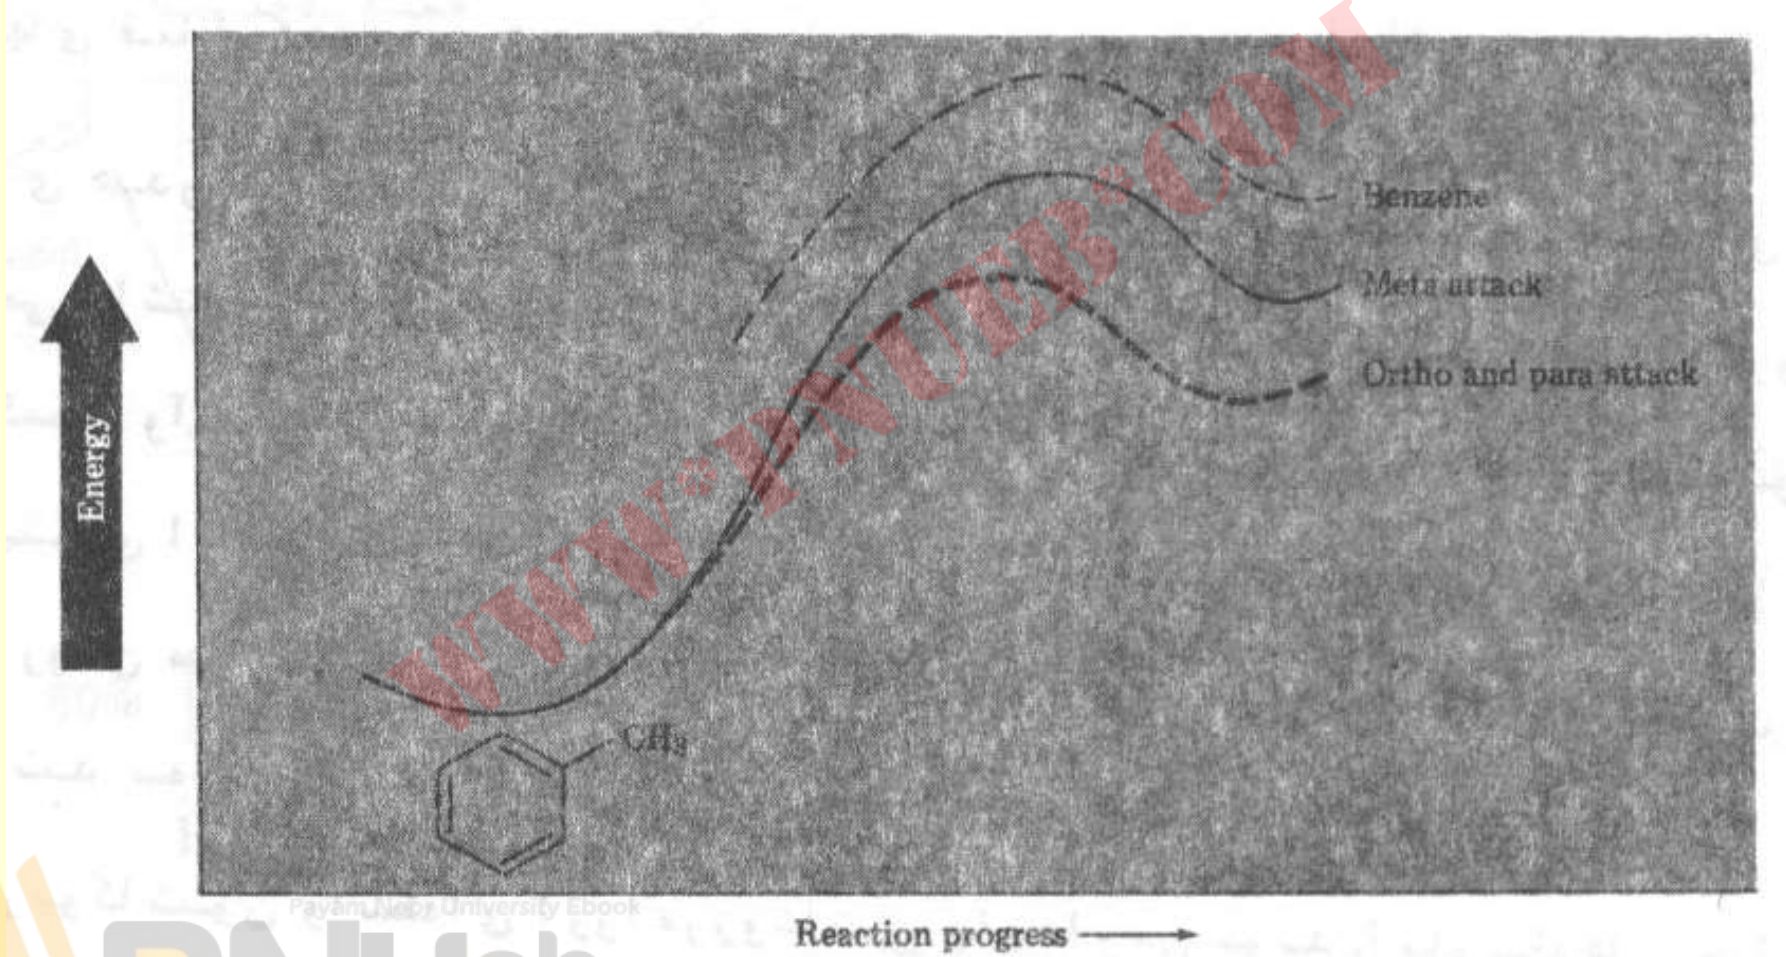 Benzene
Meta attack
Ortho and para attack
Energy
CH₃
Reaction progress
WWW*PNUEB*COM
Payam Noor University Ebook